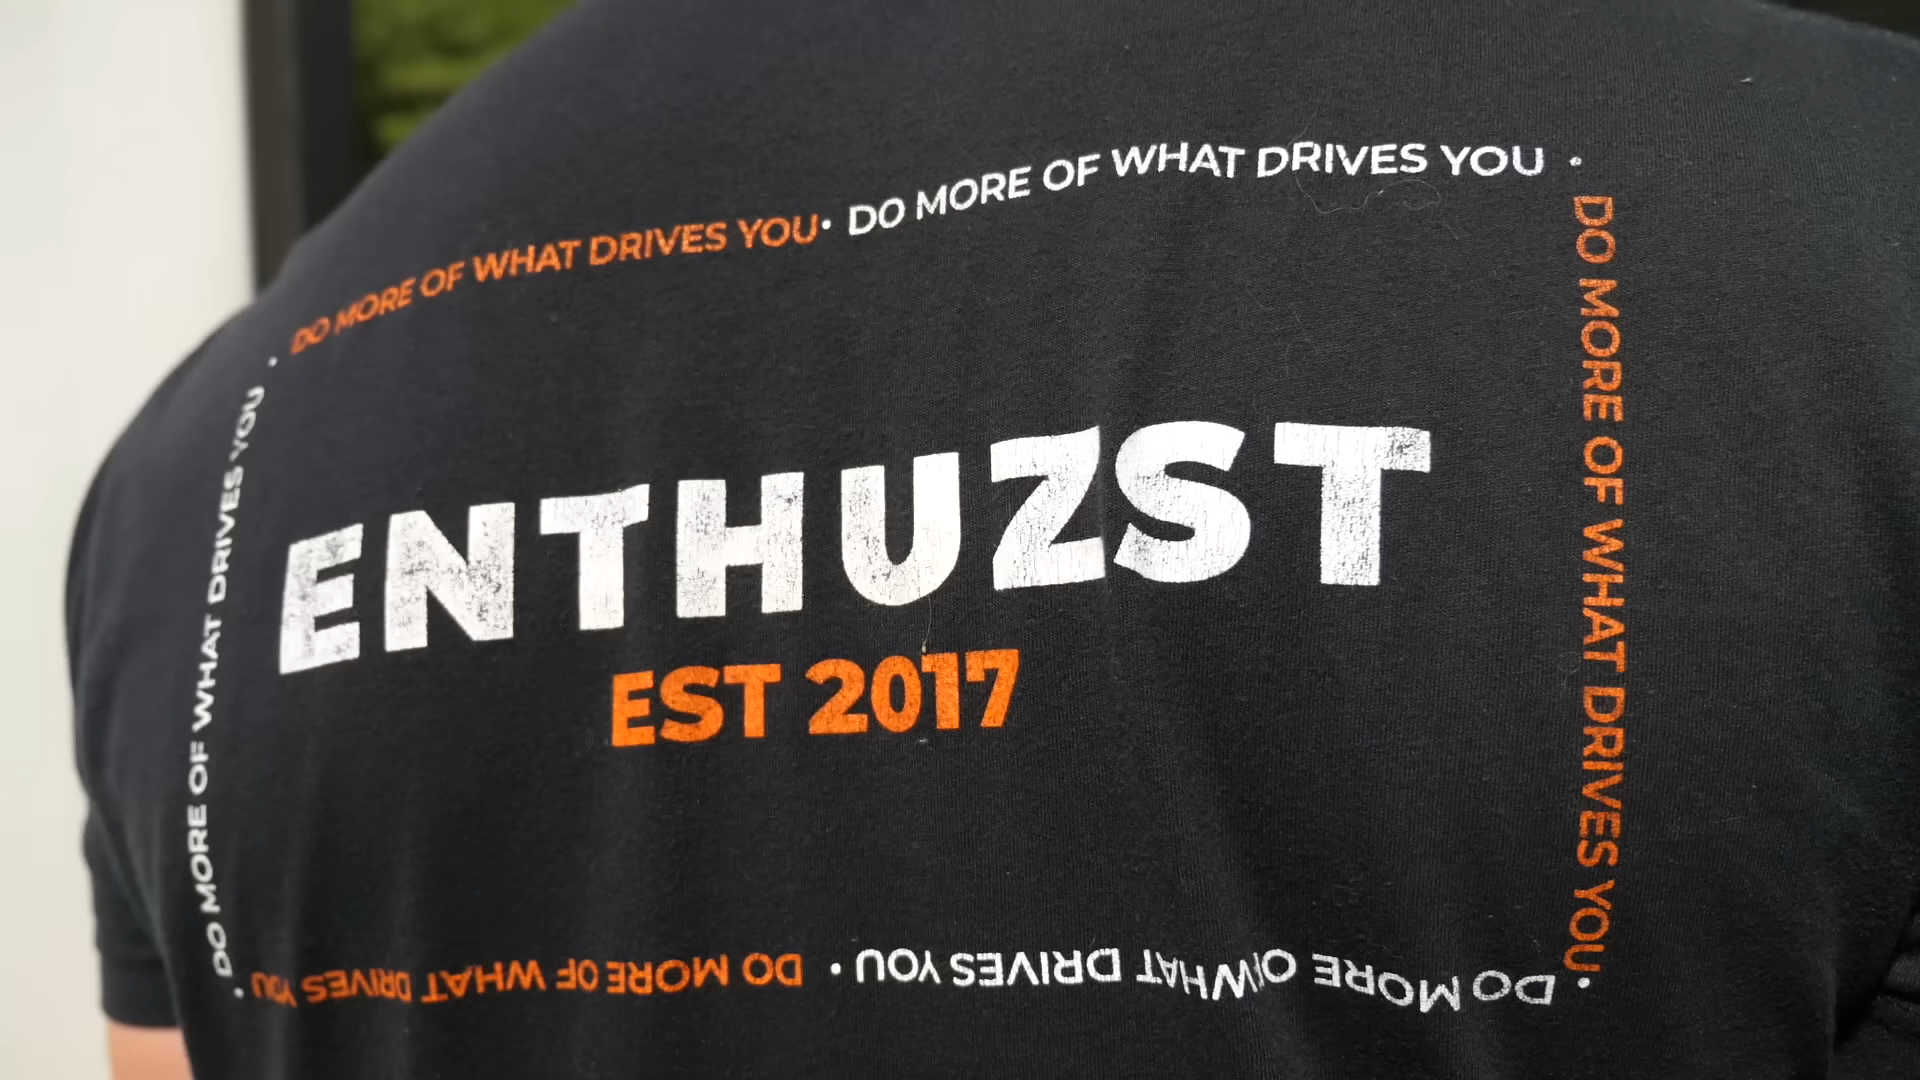 DO MORE OF WHAT DRIVES YOU • DO MORE OF WHAT DRIVES YOU •
DO MORE OF WHAT DRIVES YOU •
DO MORE OF WHAT DRIVES YOU • DO MORE OF WHAT DRIVES YOU •
DO MORE OF WHAT DRIVES YOU •
ENTHUZST
EST 2017